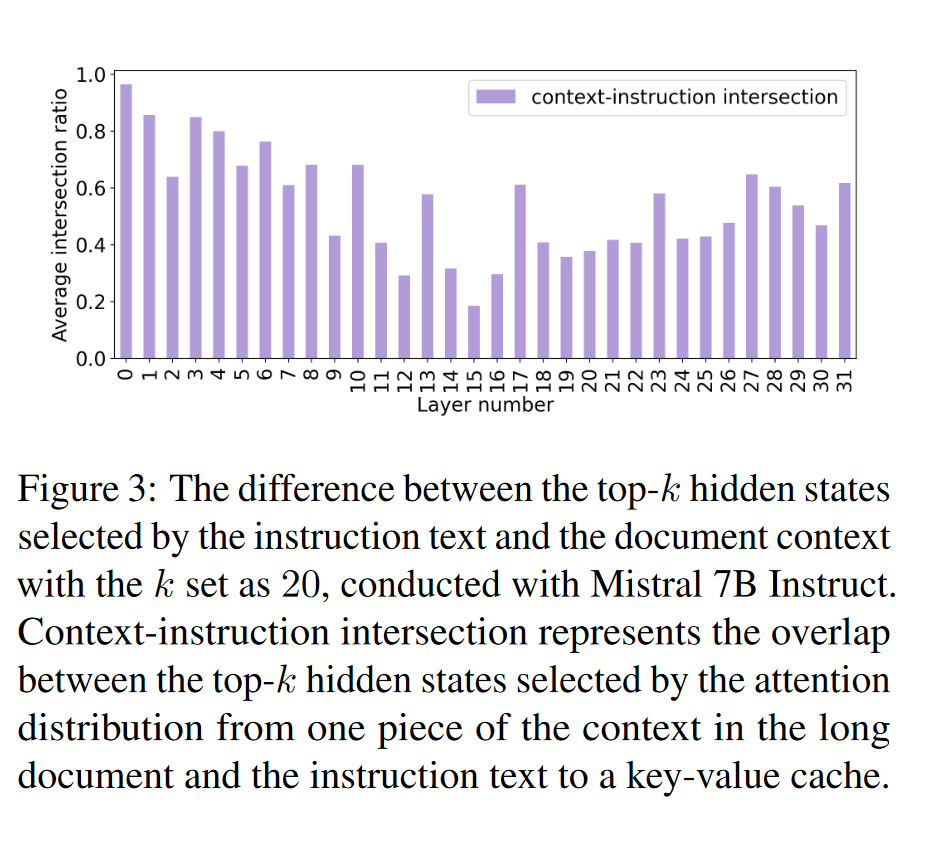 1.0
context-instruction intersection
0.8
0.6
0.4
0.2
0.0
Average intersection ratio
0 1 2 3 4 5 6 7 8 9 10 11 12 13 14 15 16 17 18 19 20 21 22 23 24 25 26 27 28 29 30 31
Layer number
Figure 3: The difference between the top-k hidden states
selected by the instruction text and the document context
with the k set as 20, conducted with Mistral 7B Instruct.
Context-instruction intersection represents the overlap
between the top-k hidden states selected by the attention
distribution from one piece of the context in the long
document and the instruction text to a key-value cache.